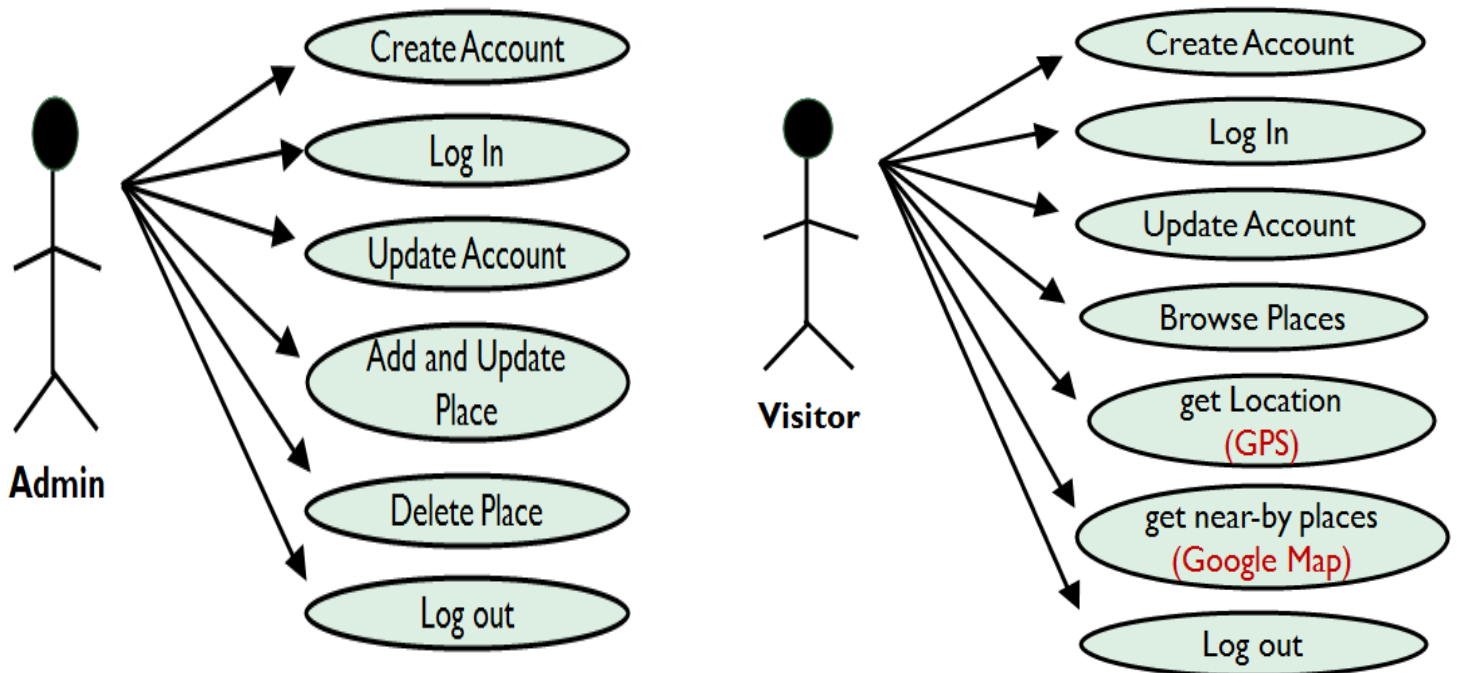 Create Account
Log In
Update Account
Add and Update
Place
Delete Place
Log out
Admin
Create Account
Log In
Update Account
Browse Places
get Location
(GPS)
get near-by places
(Google Map)
Log out
Visitor